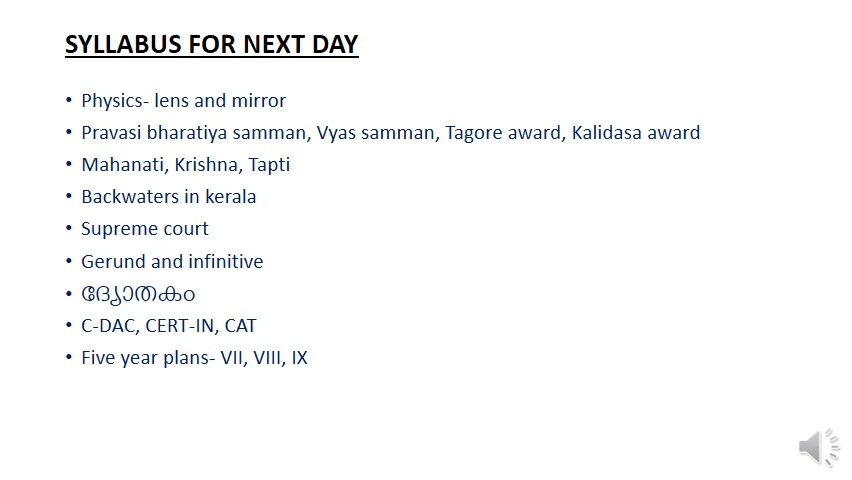 SYLLABUS FOR NEXT DAY
• Physics- lens and mirror
• Pravasi bharatiya samman, Vyas samman, Tagore award, Kalidasa award
• Mahanati, Krishna, Tapti
• Backwaters in kerala
• Supreme court
• Gerund and infinitive
• ദ്യോതകം
• C-DAC, CERT-IN, CAT
• Five year plans- VII, VIII, IX